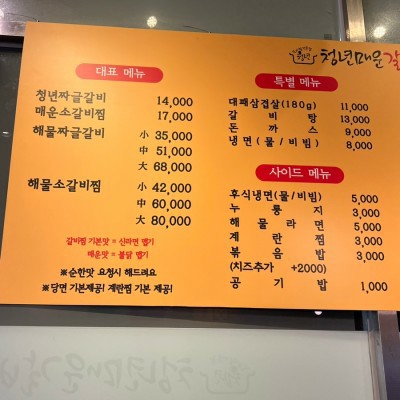 청년매운갈
대표 메뉴
청년짜글갈비 14,000
매운소갈비찜 17,000
해물짜글갈비 小 35,000
中 51,000
大 68,000
해물소갈비찜 小 42,000
中 60,000
大 80,000
갈비찜 기본맛 = 신라면 맵기
매운맛 = 불닭 맵기
※순한맛 요청시 해드려요
※당면 기본제공! 계란찜 기본 제공!
특별 메뉴
대패삼겹살(180g) 11,000
갈비탕 13,000
돈까스 9,000
냉면(물/비빔) 8,000
사이드 메뉴
후식냉면(물/비빔) 5,000
누룽지 3,000
해물라면 5,000
계란찜 3,000
볶음밥 3,000
(치즈추가 +2000)
공기밥 1,000